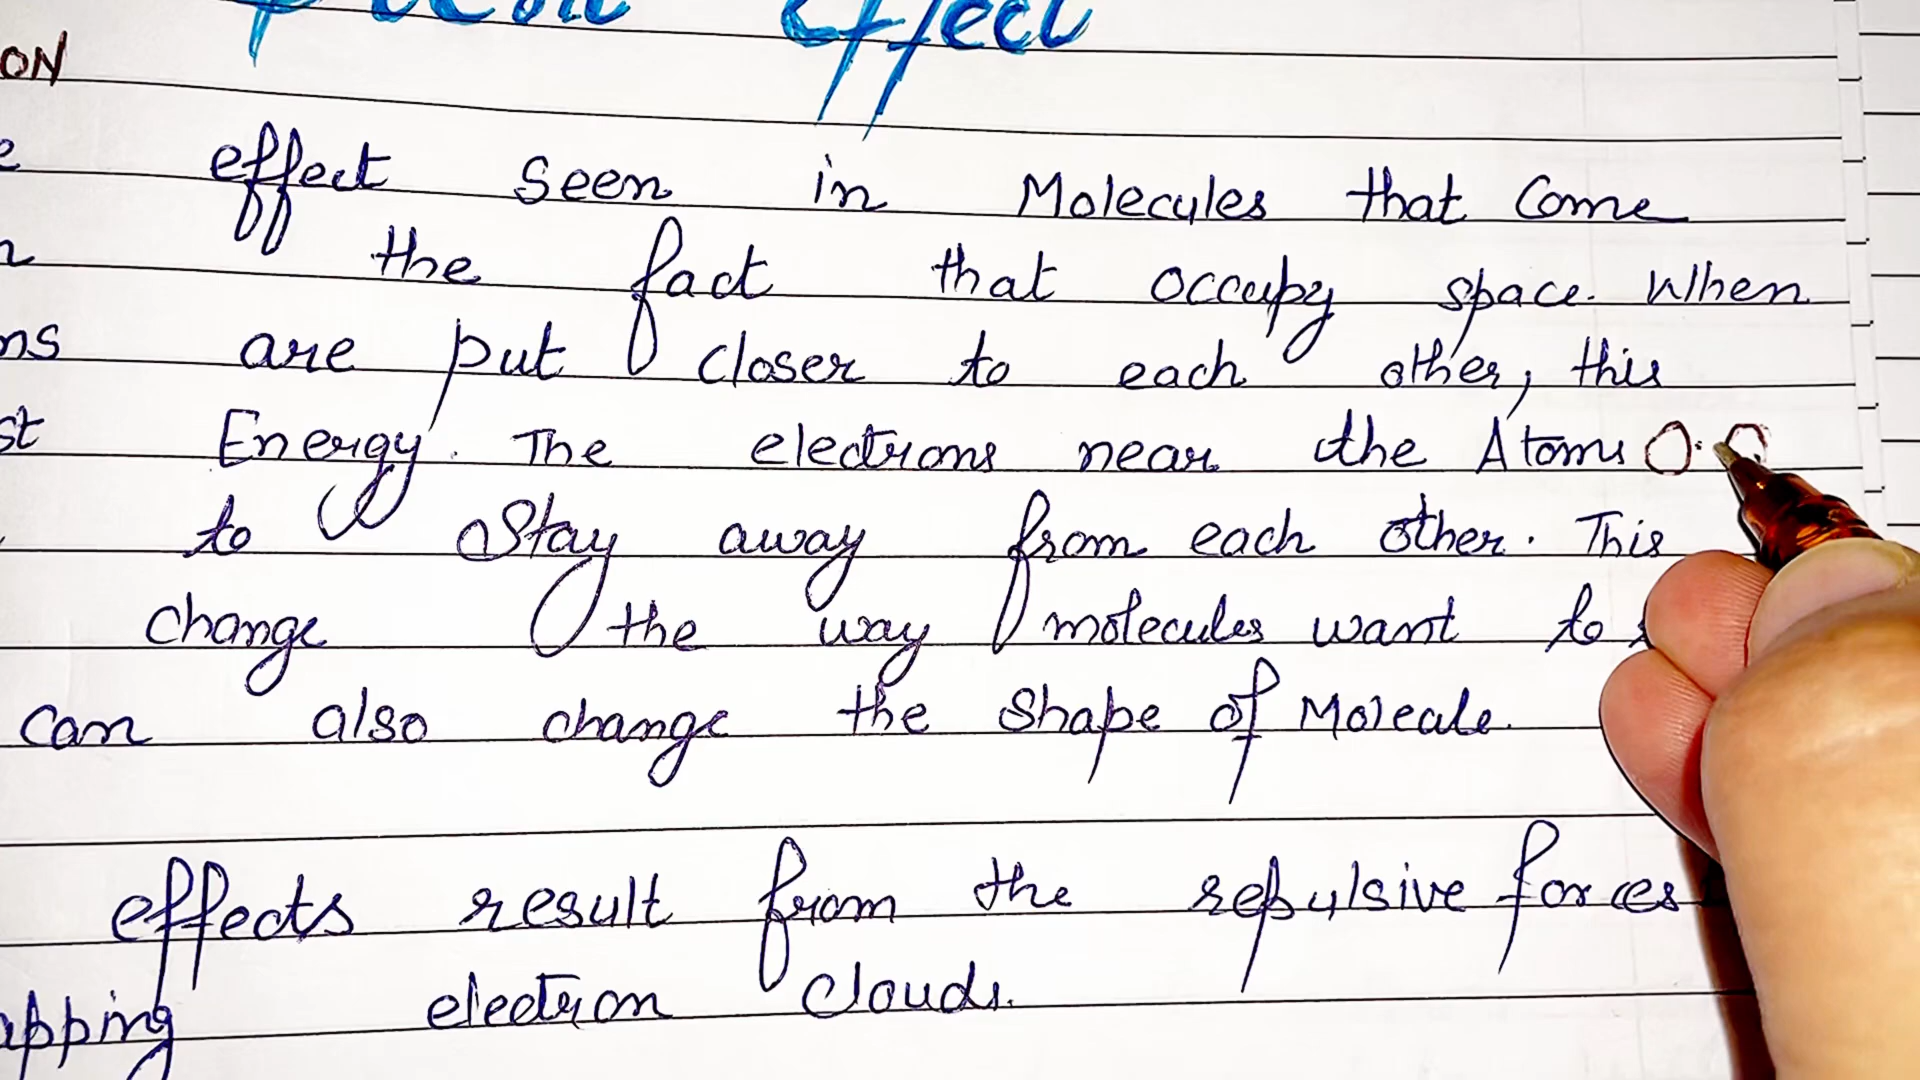 Effect
ON
effect seen in Molecules that Come
the fact that occupy space. When
ns are put closer to each other, this
st Energy. The electrons near the Atoms
to stay away from each other. This
change the way molecules want to
can also change the shape of Molecule.
effects result from the repulsive forces
apping electron clouds.